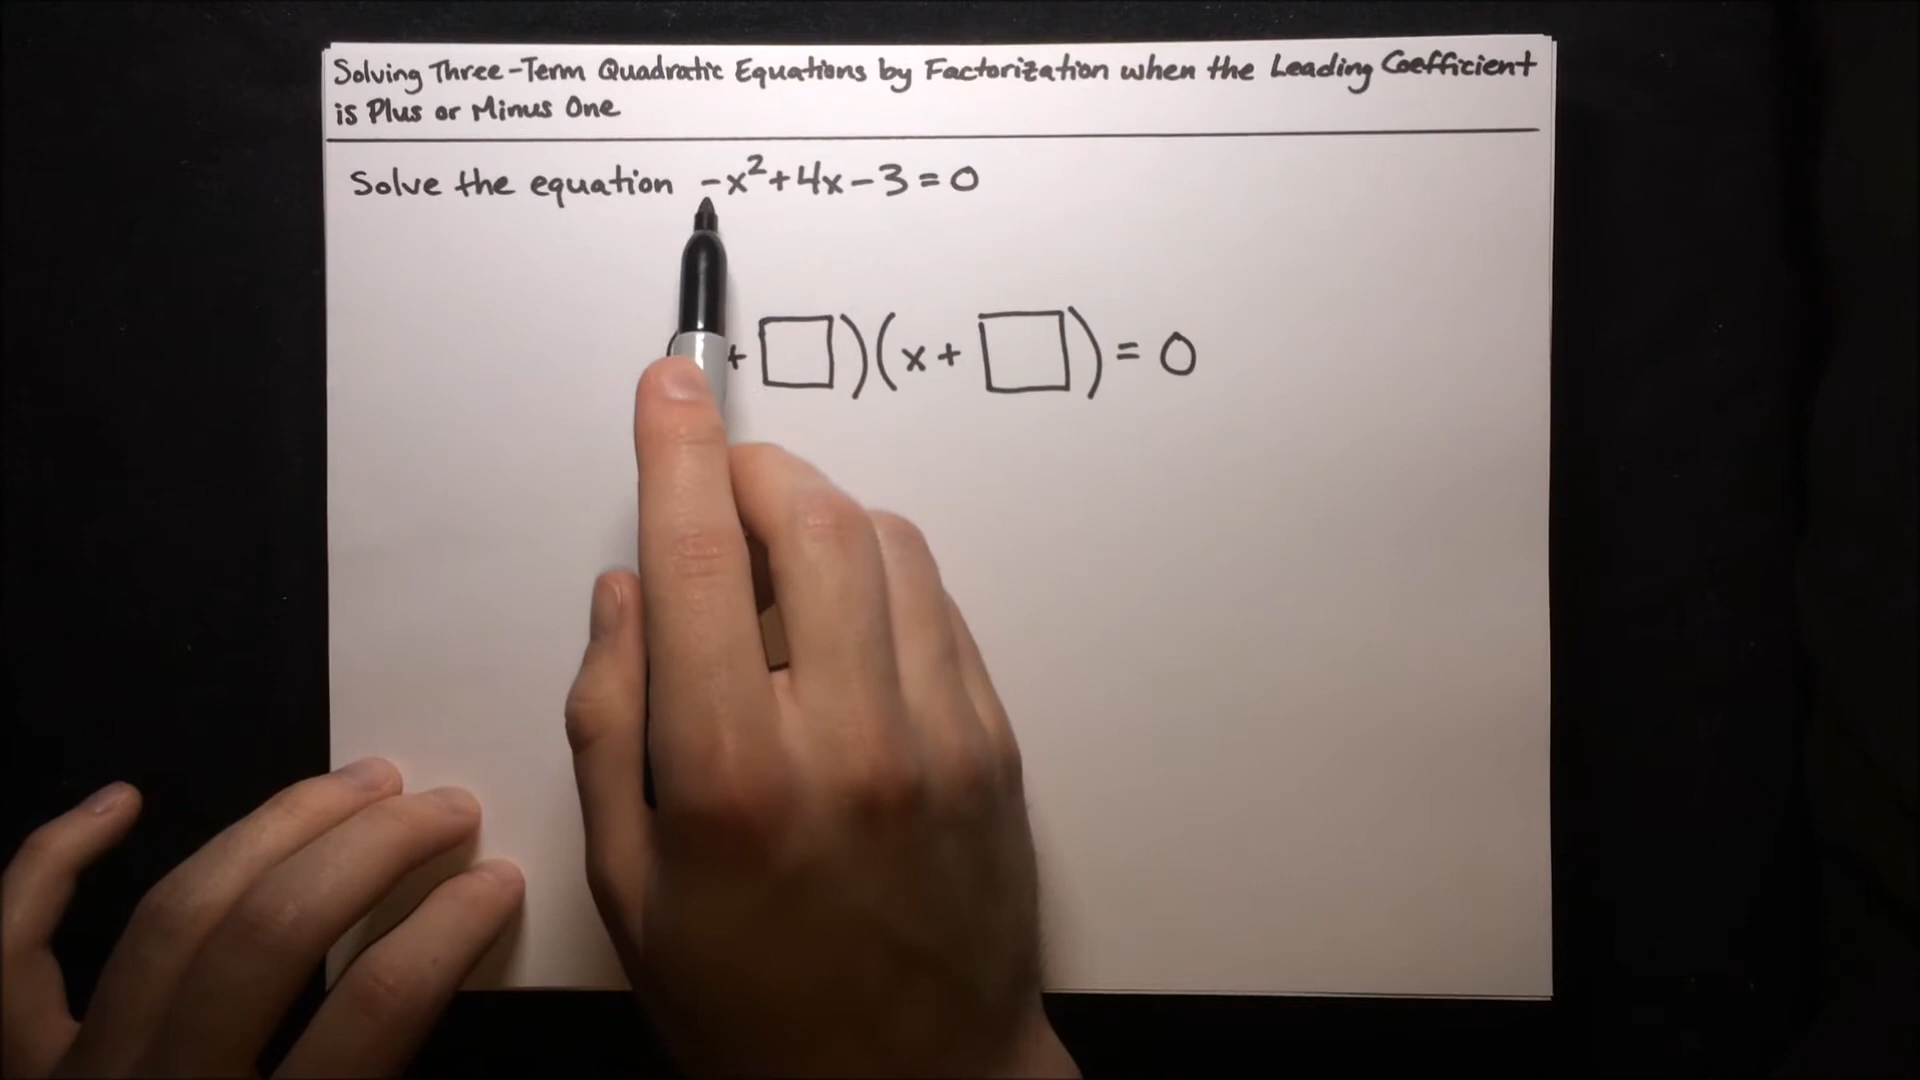 Solving Three-Term Quadratic Equations by Factorization when the Leading Coefficient
is Plus or Minus One
Solve the equation -x²+4x-3=0
( + □)(x+ □) = 0